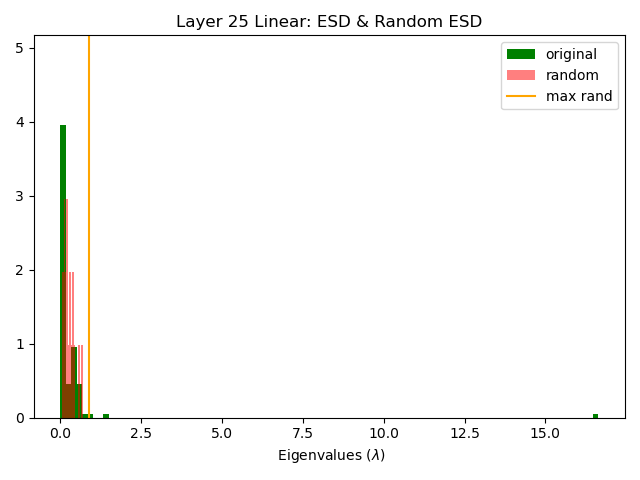 Layer 25 Linear: ESD & Random ESD
original
random
max rand
5
4
3
2
1
0
0.0 2.5 5.0 7.5 10.0 12.5 15.0
Eigenvalues (λ)